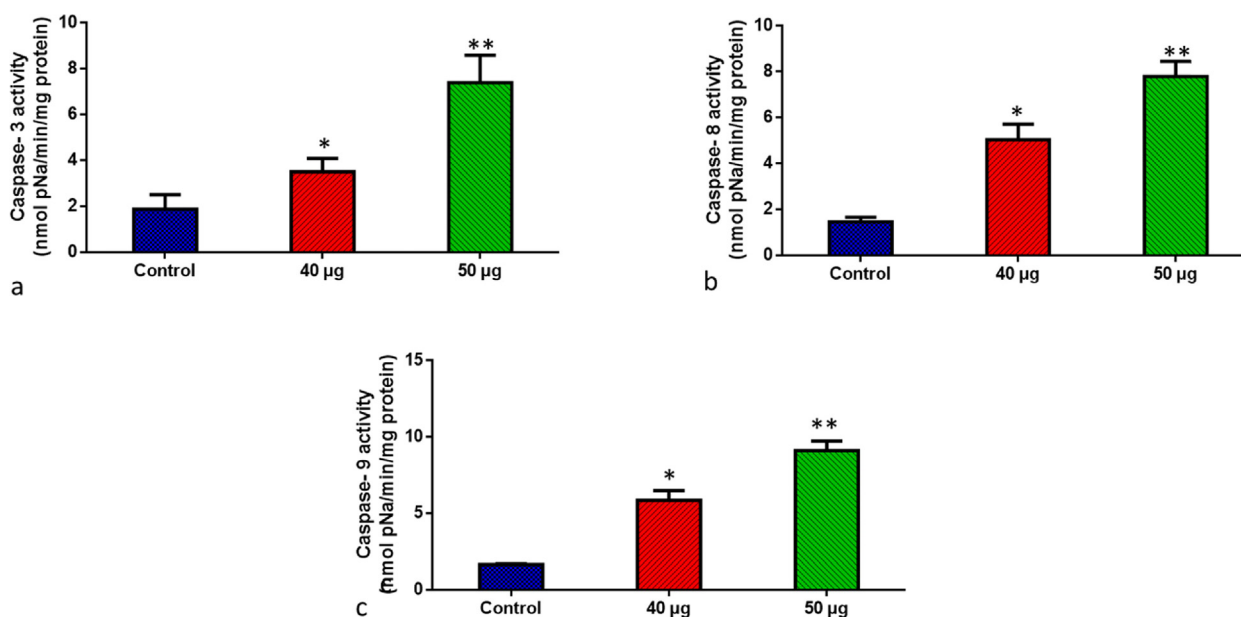 Caspase- 3 activity
(nmol pNa/min/mg protein)
10
8
6
4
2
0
*
**
Control
40 µg
50 µg
a
Caspase- 8 activity
(nmol pNa/min/mg protein)
10
8
6
4
2
0
*
**
Control
40 µg
50 µg
b
Caspase- 9 activity
(nmol pNa/min/mg protein)
15
10
5
0
*
**
Control
40 µg
50 µg
c